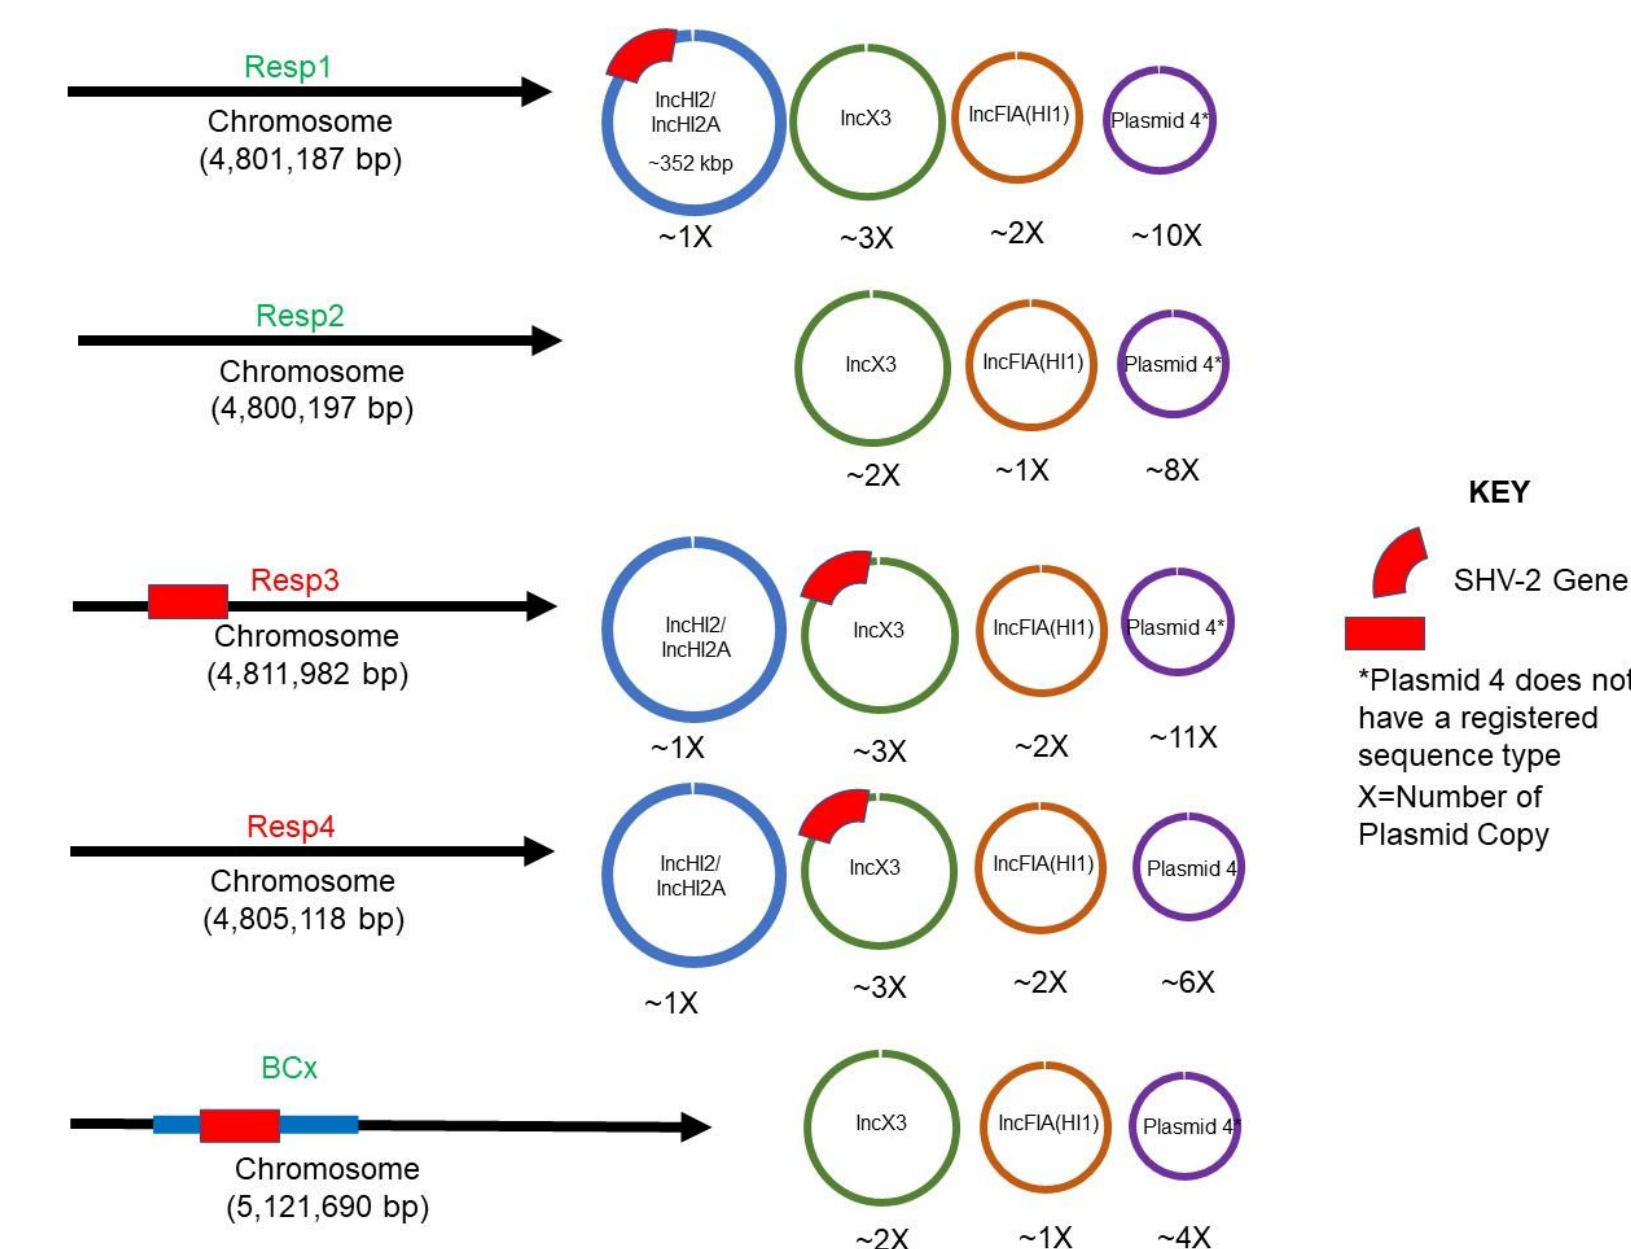 Resp1
Chromosome
(4,801,187 bp)
IncHI2/
IncHI2A
~352 kbp
~1X
IncX3
~3X
IncFIA(HI1)
~2X
Plasmid 4*
~10X
Resp2
Chromosome
(4,800,197 bp)
IncX3
~2X
IncFIA(HI1)
~1X
Plasmid 4*
~8X
Resp3
Chromosome
(4,811,982 bp)
IncHI2/
IncHI2A
~1X
IncX3
~3X
IncFIA(HI1)
~2X
Plasmid 4*
~11X
Resp4
Chromosome
(4,805,118 bp)
IncHI2/
IncHI2A
~1X
IncX3
~3X
IncFIA(HI1)
~2X
Plasmid 4
~6X
BCx
Chromosome
(5,121,690 bp)
IncX3
~2X
IncFIA(HI1)
~1X
Plasmid 4*
~4X
KEY
SHV-2 Gene
*Plasmid 4 does not
have a registered
sequence type
X=Number of
Plasmid Copy